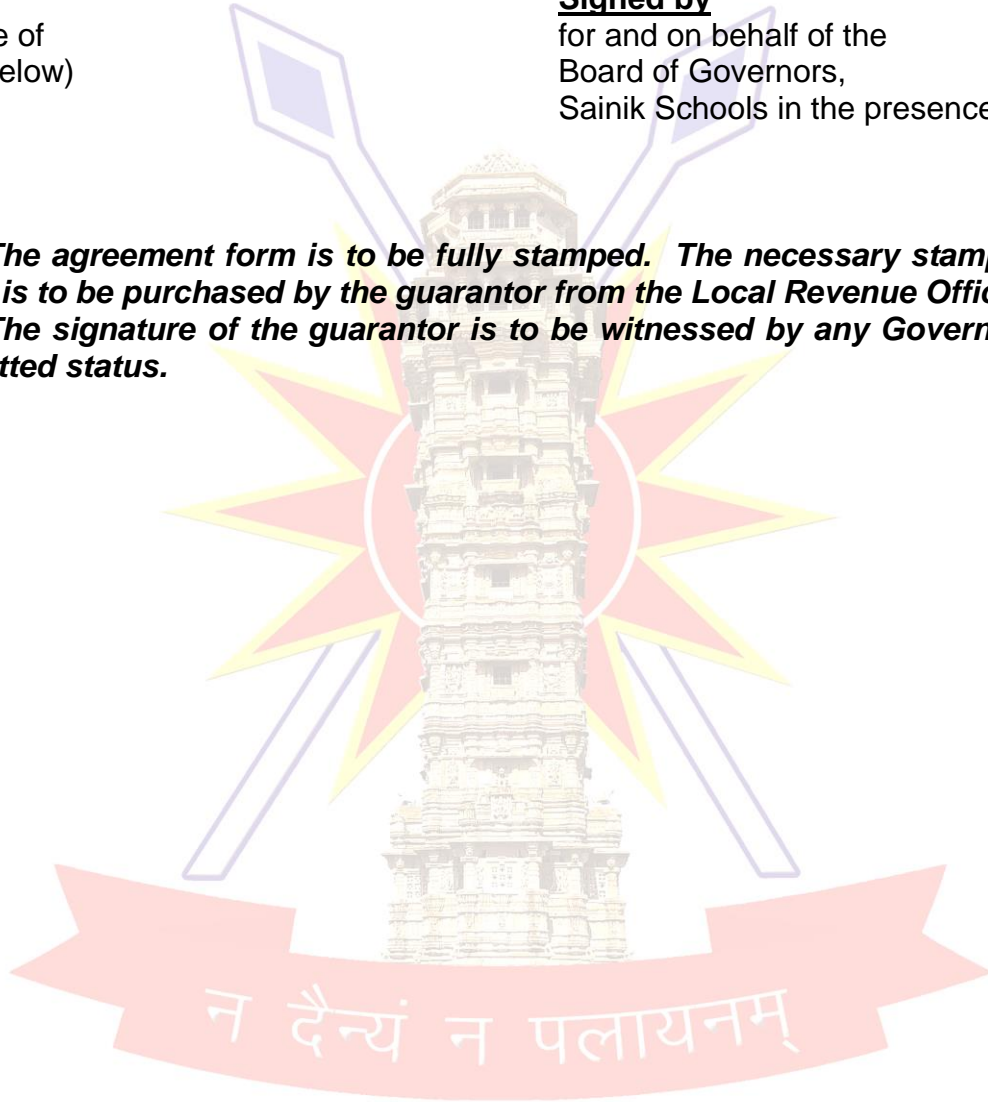 Signed by
e of
for and on behalf of the
elow)
Board of Governors,
Sainik Schools in the presence
The agreement form is to be fully stamped. The necessary stamp
is to be purchased by the guarantor from the Local Revenue Offic
The signature of the guarantor is to be witnessed by any Govern
tted status.
न दैन्यं न पलायनम्